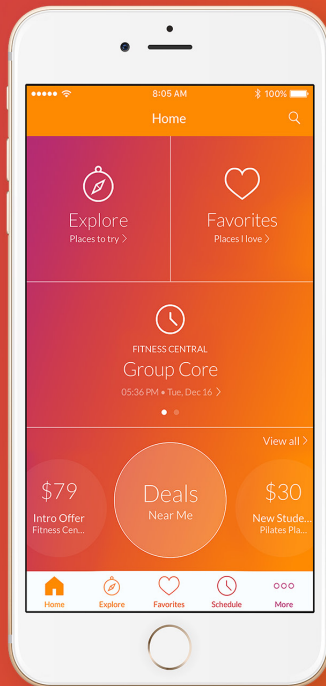 8:05 AM
100%
Home
Explore
Places to try >
Favorites
Places I love >
FITNESS CENTRAL
Group Core
05:36 PM • Tue, Dec 16 >
View all >
$79
Intro Offer
Fitness Cen...
Deals
Near Me
$30
New Stude...
Pilates Pla...
Home
Explore
Favorites
Schedule
More